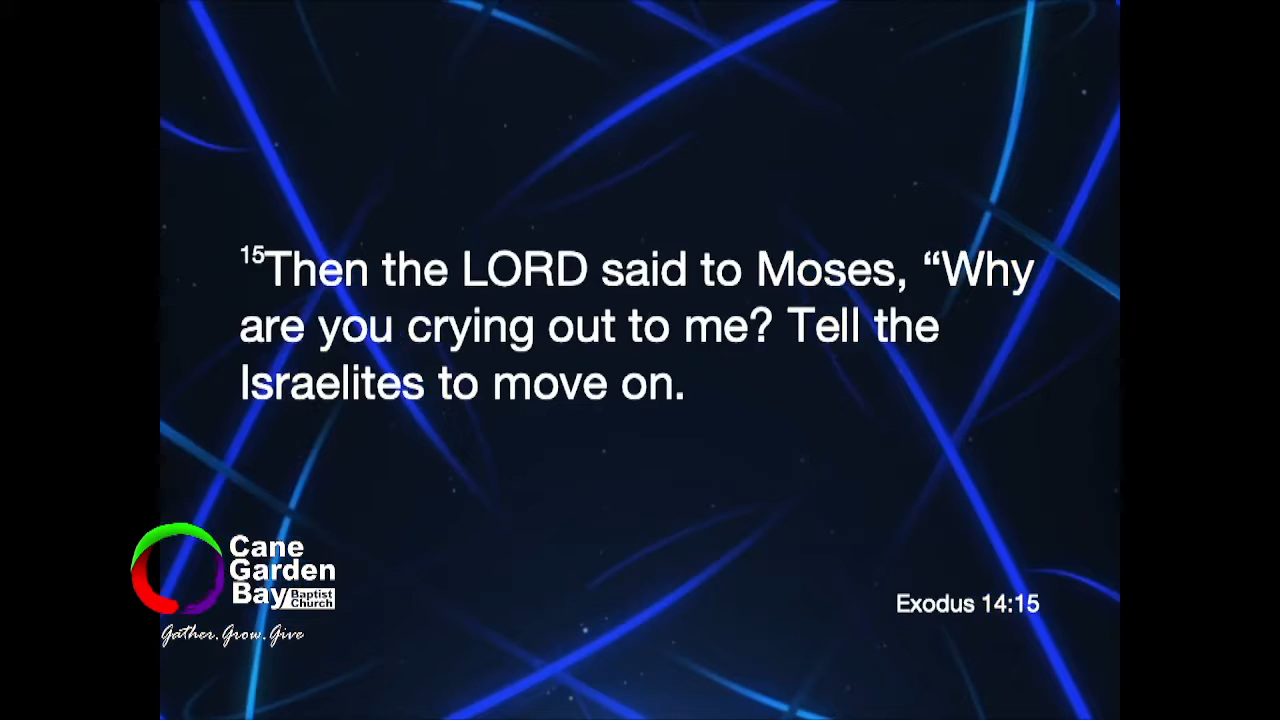 15Then the LORD said to Moses, “Why
are you crying out to me? Tell the
Israelites to move on.
Cane
Garden
Bay Baptist
Church
Gather.Grow.Give
Exodus 14:15